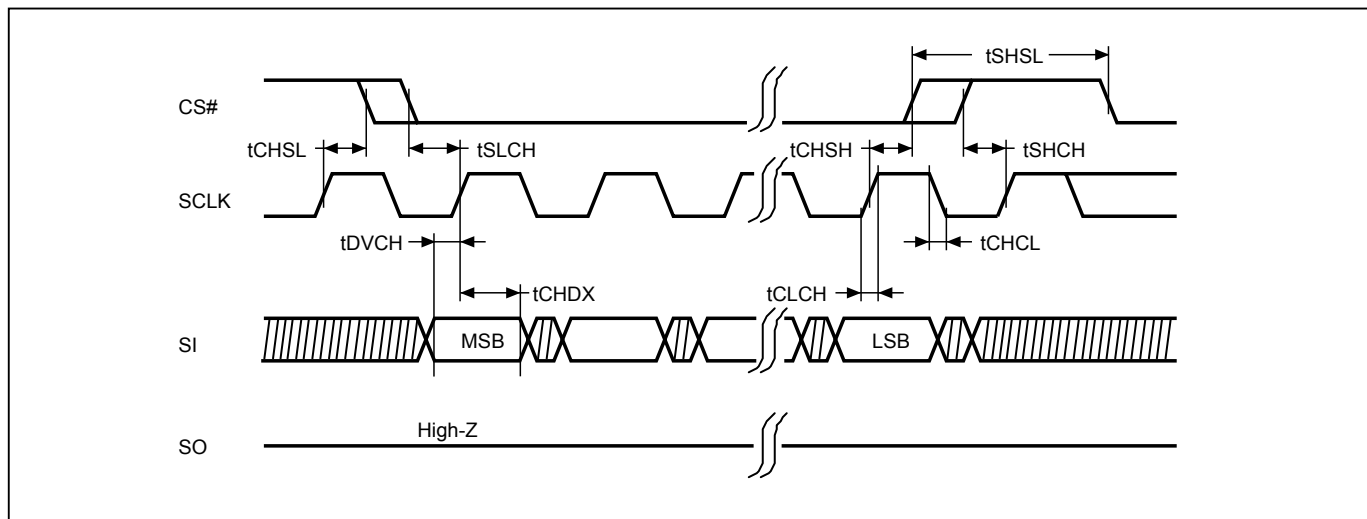 tSHSL
CS#
tCHSL
tSLCH
tCHSH
tSHCH
SCLK
tDVCH
tCHCL
tCHDX
tCLCH
SI
MSB
LSB
High-Z
SO